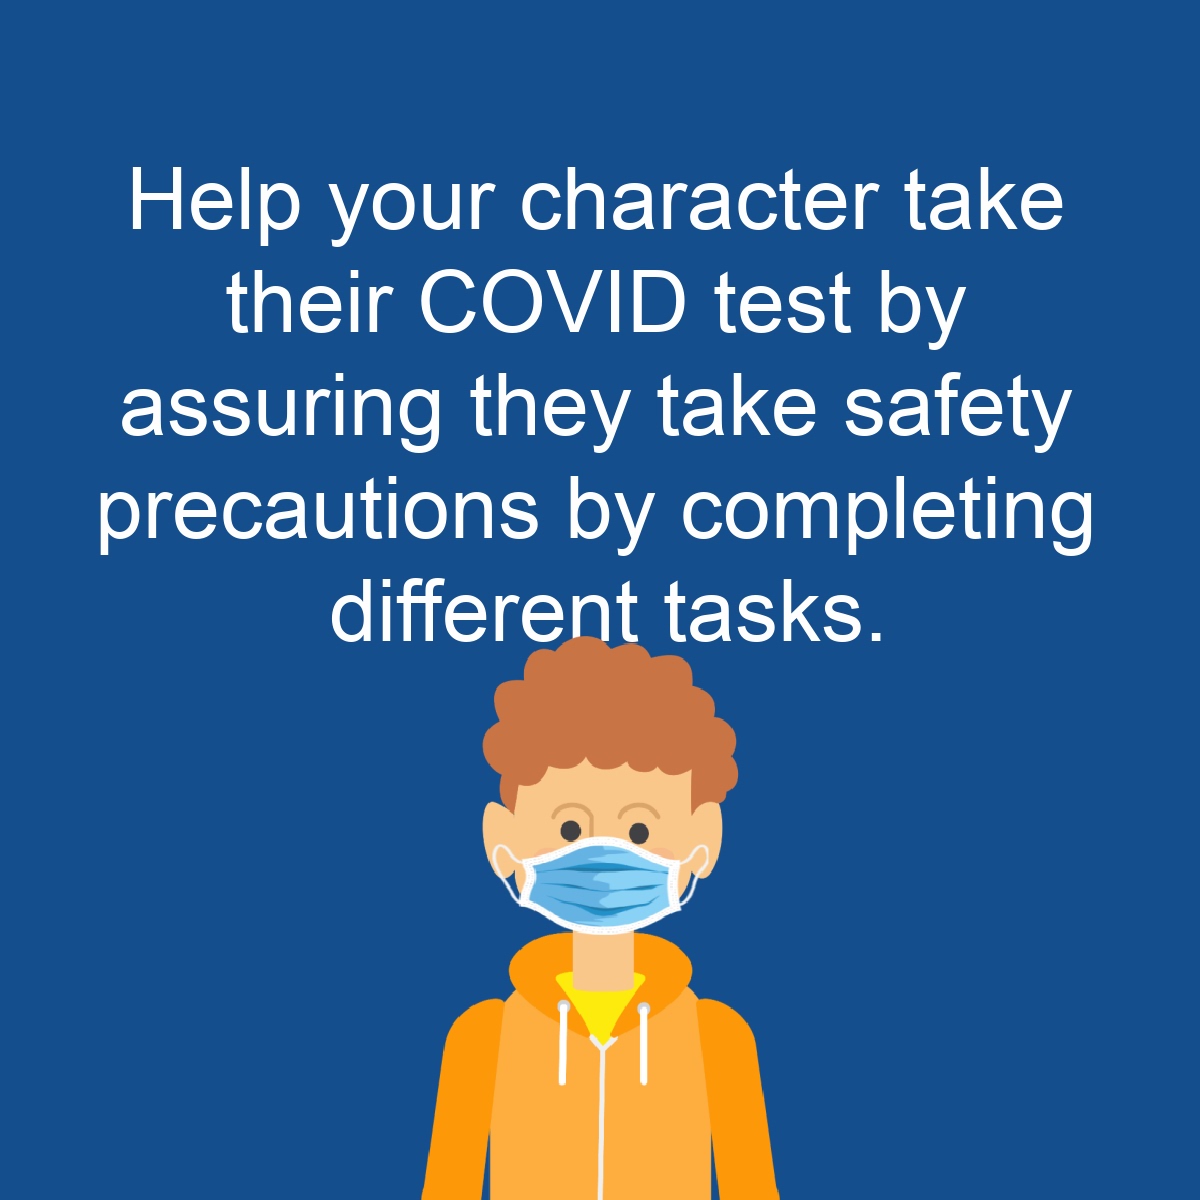 Help your character take
their COVID test by
assuring they take safety
precautions by completing
different tasks.